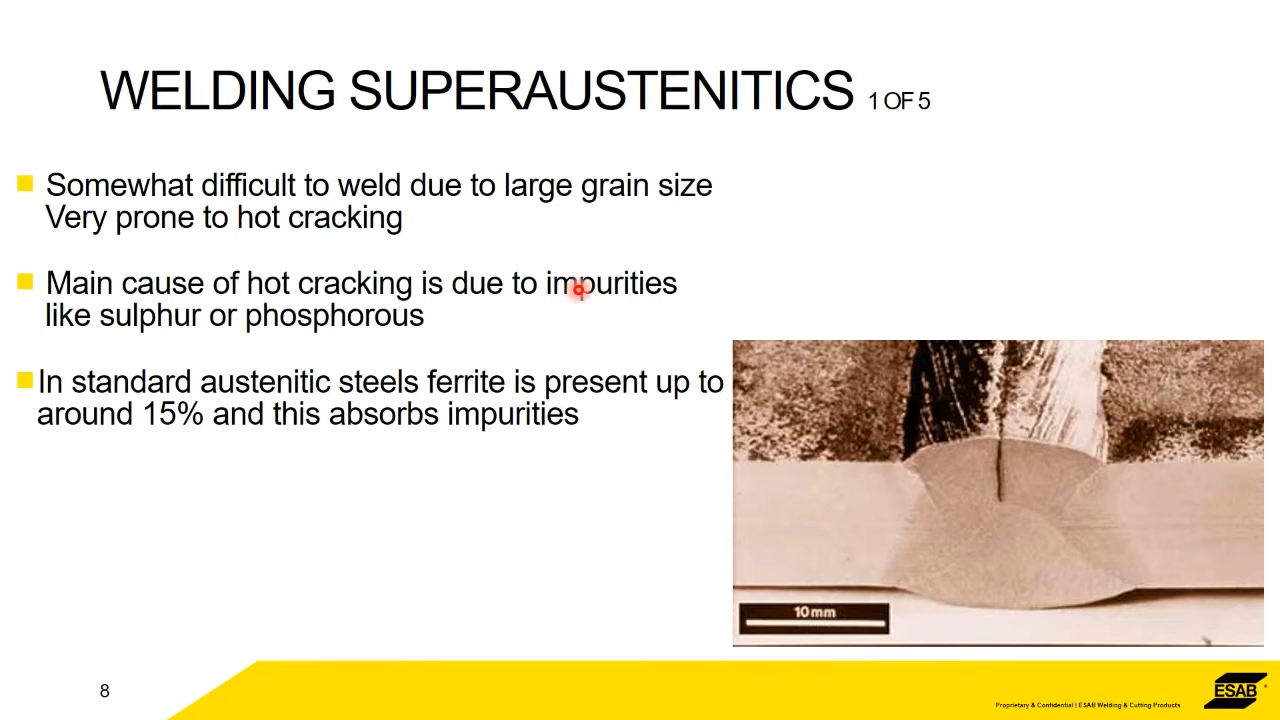 WELDING SUPERAUSTENITICS 1 OF 5
Somewhat difficult to weld due to large grain size
Very prone to hot cracking
Main cause of hot cracking is due to impurities
like sulphur or phosphorous
In standard austenitic steels ferrite is present up to
around 15% and this absorbs impurities
10mm
8
Proprietary & Confidential | ESAB Welding & Cutting Products
ESAB